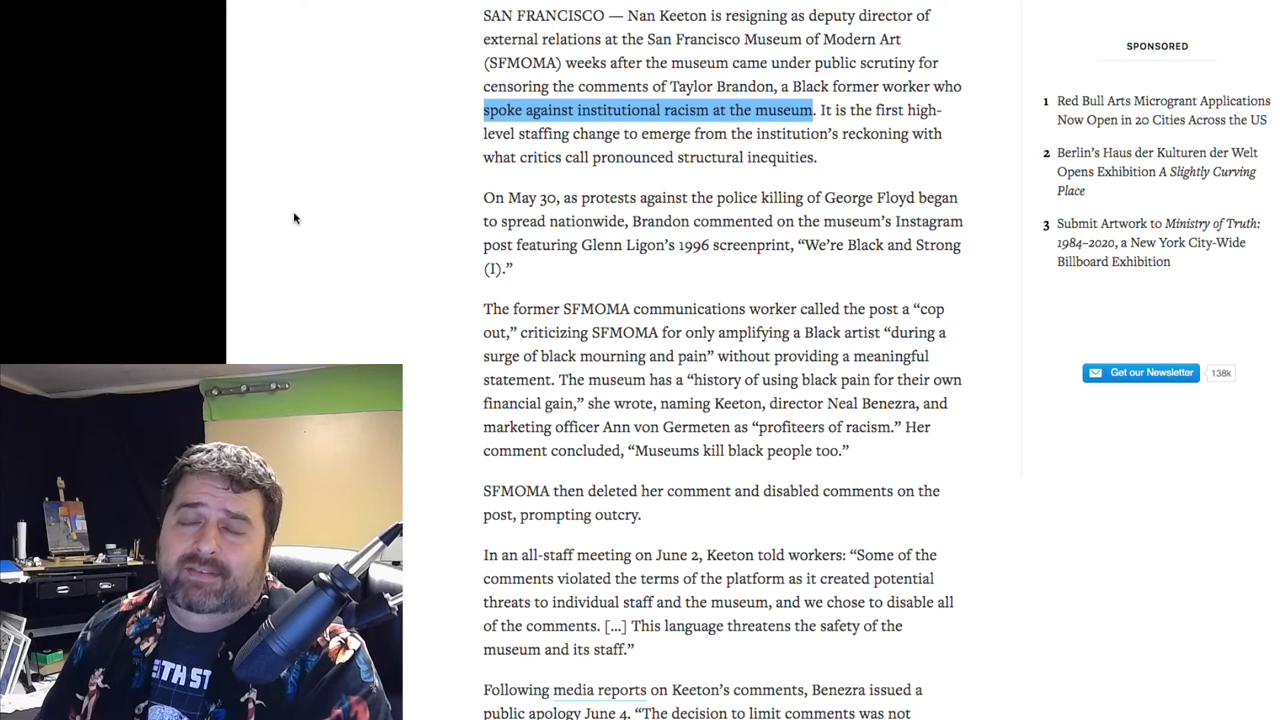 SAN FRANCISCO — Nan Keeton is resigning as deputy director of
external relations at the San Francisco Museum of Modern Art
(SFMOMA) weeks after the museum came under public scrutiny for
censoring the comments of Taylor Brandon, a Black former worker who
spoke against institutional racism at the museum. It is the first high-
level staffing change to emerge from the institution’s reckoning with
what critics call pronounced structural inequities.
On May 30, as protests against the police killing of George Floyd began
to spread nationwide, Brandon commented on the museum’s Instagram
post featuring Glenn Ligon’s 1996 screenprint, “We’re Black and Strong
(I).”
The former SFMOMA communications worker called the post a “cop
out,” criticizing SFMOMA for only amplifying a Black artist “during a
surge of black mourning and pain” without providing a meaningful
statement. The museum has a “history of using black pain for their own
financial gain,” she wrote, naming Keeton, director Neal Benezra, and
marketing officer Ann von Germeten as “profiteers of racism.” Her
comment concluded, “Museums kill black people too.”
SFMOMA then deleted her comment and disabled comments on the
post, prompting outcry.
In an all-staff meeting on June 2, Keeton told workers: “Some of the
comments violated the terms of the platform as it created potential
threats to individual staff and the museum, and we chose to disable all
of the comments. […] This language threatens the safety of the
museum and its staff.”
Following media reports on Keeton’s comments, Benezra issued a
public apology June 4. “The decision to limit comments was not
SPONSORED
1 Red Bull Arts Microgrant Applications
Now Open in 20 Cities Across the US
2 Berlin’s Haus der Kulturen der Welt
Opens Exhibition A Slightly Curving
Place
3 Submit Artwork to Ministry of Truth:
1984–2020, a New York City-Wide
Billboard Exhibition
Get our Newsletter 138k